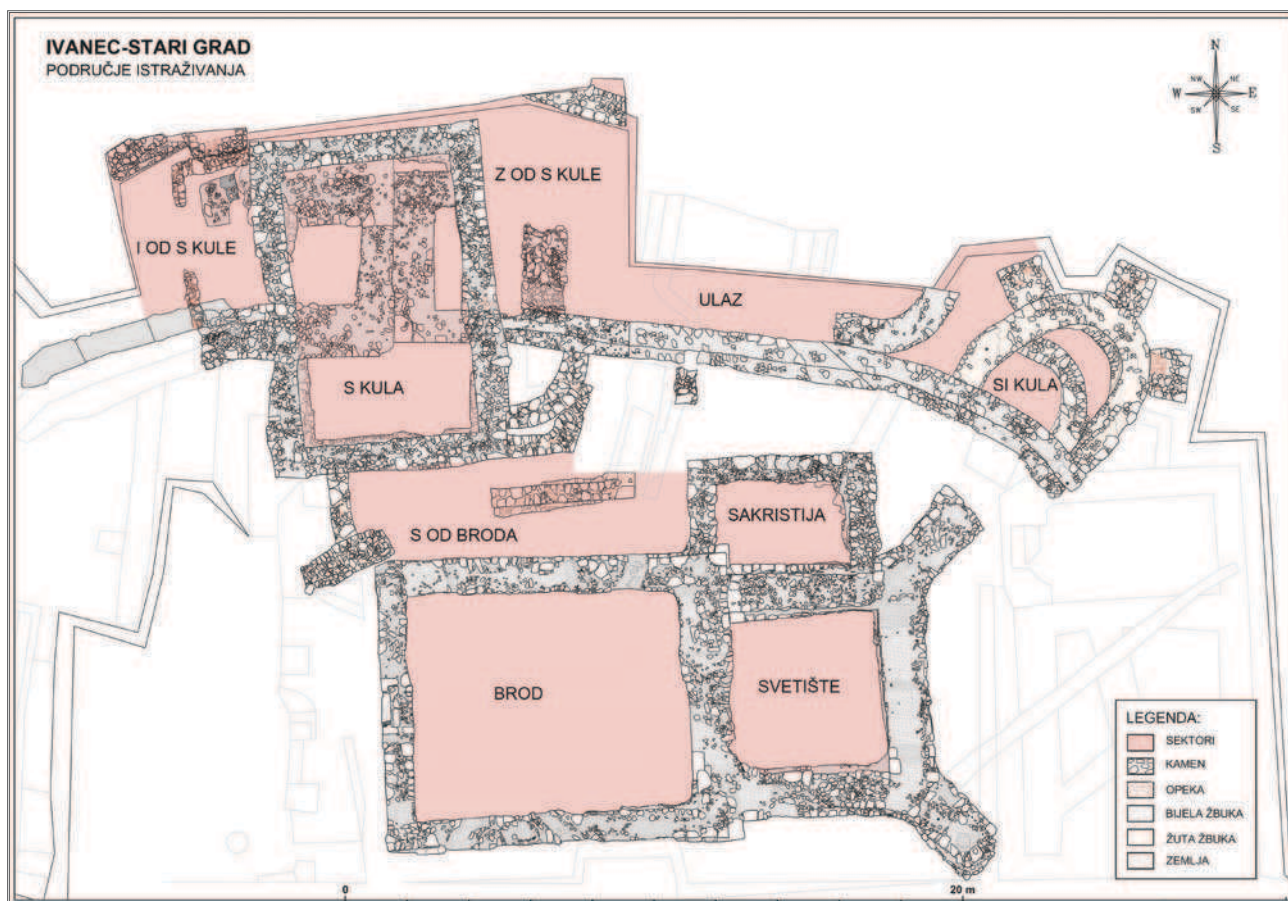 IVANEC-STARI GRAD
PODRUČJE ISTRAŽIVANJA
N
NW NE
W E
SW SE
S
Z OD S KULE
I OD S KULE
ULAZ
S KULA
SI KULA
S OD BRODA
SAKRISTIJA
BROD
SVETIŠTE
LEGENDA:
SEKTORI
KAMEN
OPEKA
BIJELA ŽBUKA
ŽUTA ŽBUKA
ZEMLJA
0 20 m